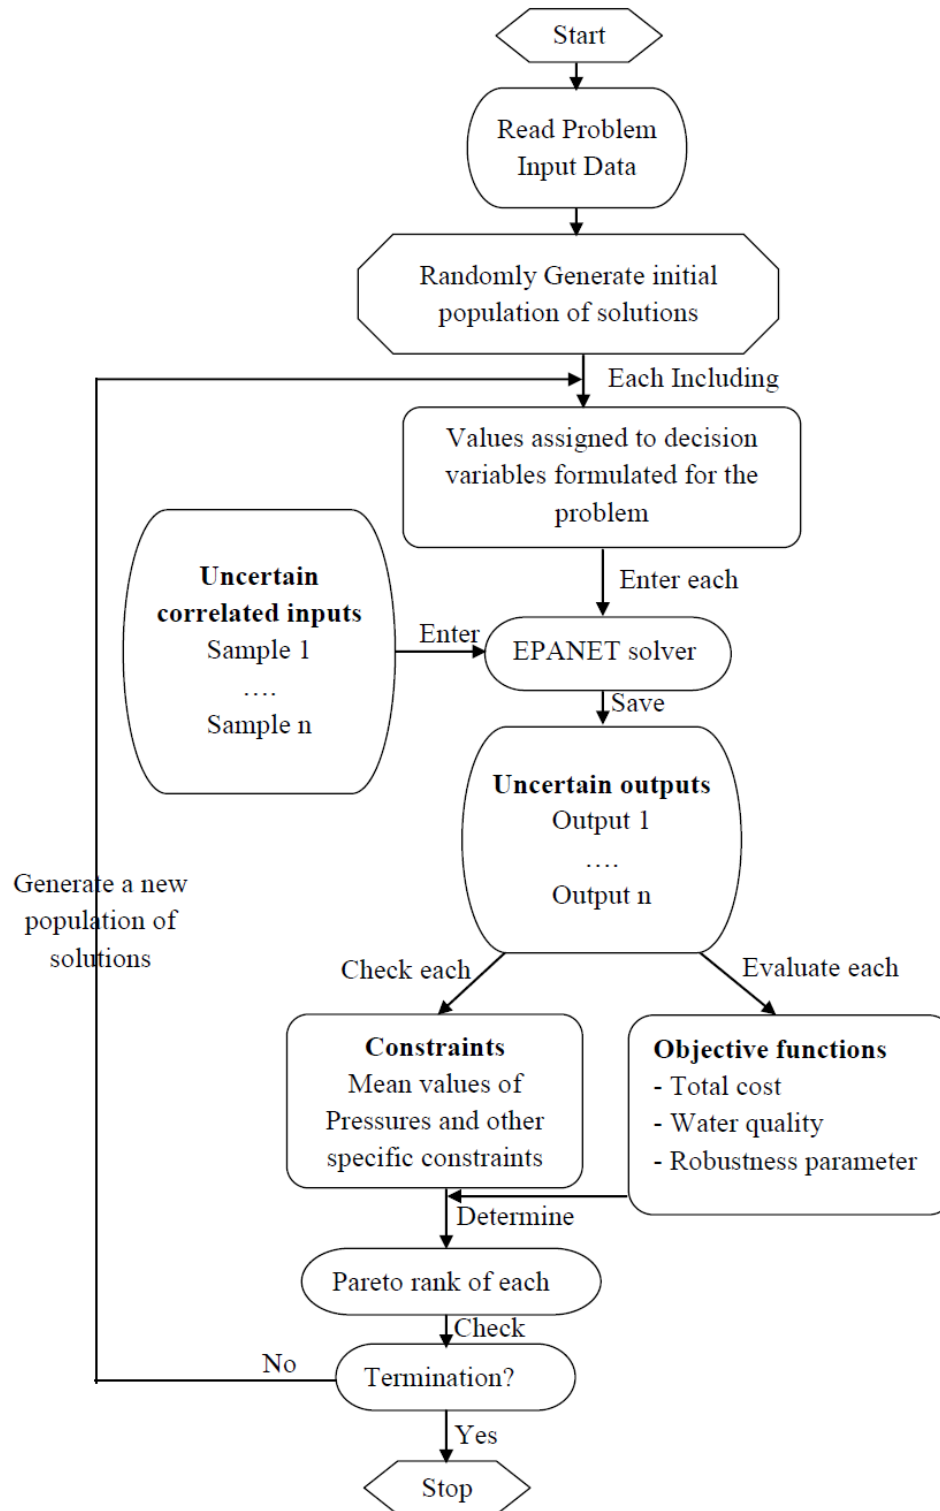 Start
Read Problem
Input Data
Randomly Generate initial
population of solutions
Each Including
Values assigned to decision
variables formulated for the
problem
Enter each
Uncertain
correlated inputs
Sample 1
....
Sample n
Enter
EPANET solver
Save
Uncertain outputs
Output 1
....
Output n
Generate a new
population of
solutions
Check each
Evaluate each
Constraints
Mean values of
Pressures and other
specific constraints
Objective functions
- Total cost
- Water quality
- Robustness parameter
Determine
Pareto rank of each
Check
Termination?
No
Yes
Stop